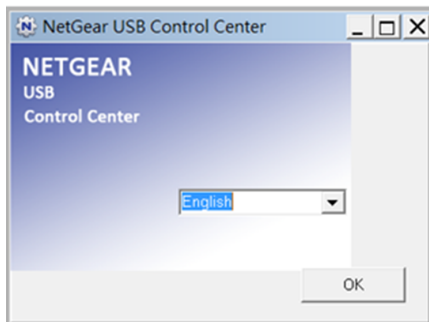 NetGear USB Control Center
NETGEAR
USB
Control Center
English
OK